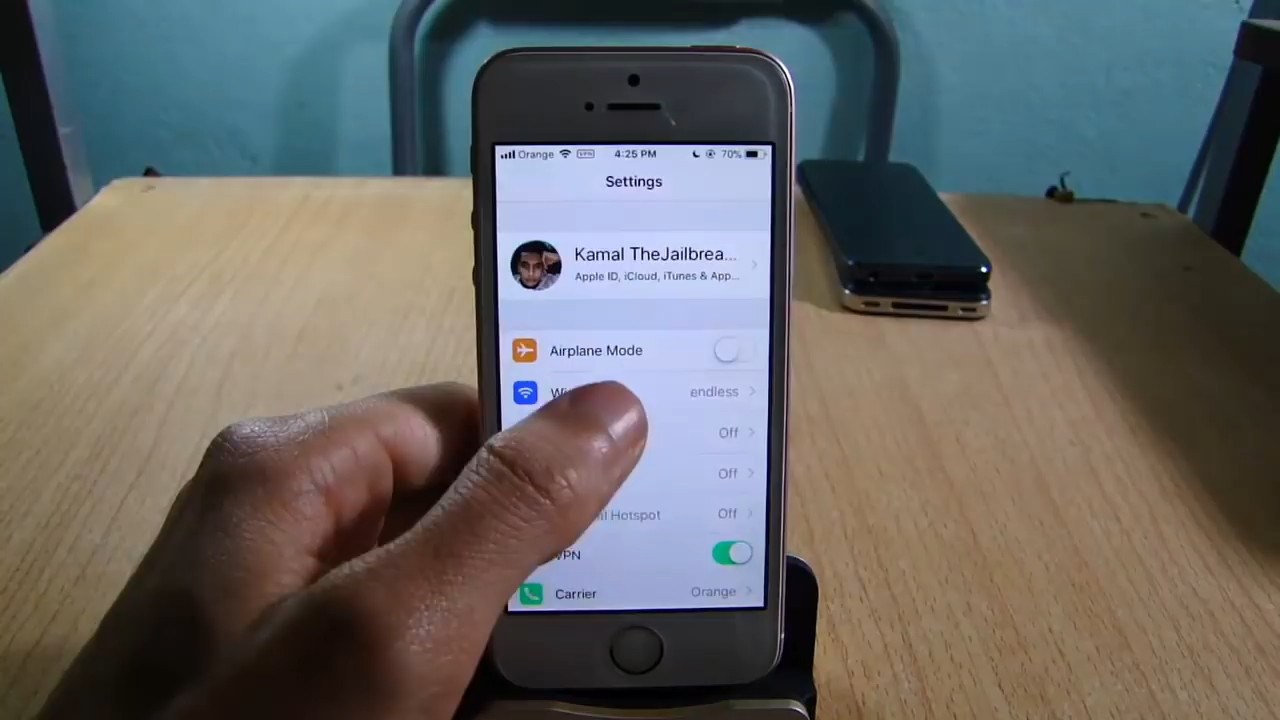 Orange VPN 4:25 PM 70%
Settings
Kamal TheJailbrea...
Apple ID, iCloud, iTunes & App...
Airplane Mode
endless
Off
Off
Hotspot Off
VPN
Carrier Orange